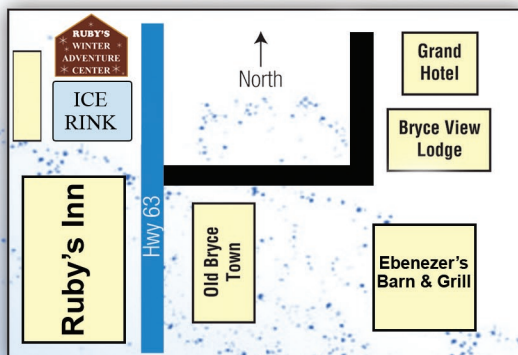 RUBY'S
WINTER
ADVENTURE
CENTER
ICE
RINK
North
Grand
Hotel
Bryce View
Lodge
Ruby's Inn
Hwy 63
Old Bryce
Town
Ebenezer's
Barn & Grill